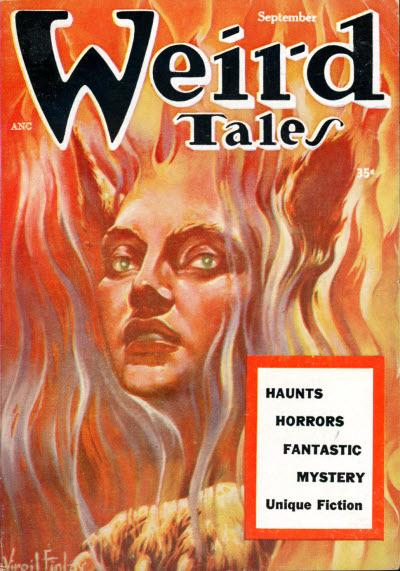 September
Weird
Tales
ANC
35¢
HAUNTS
HORRORS
FANTASTIC
MYSTERY
Unique Fiction
Virgil Finlay